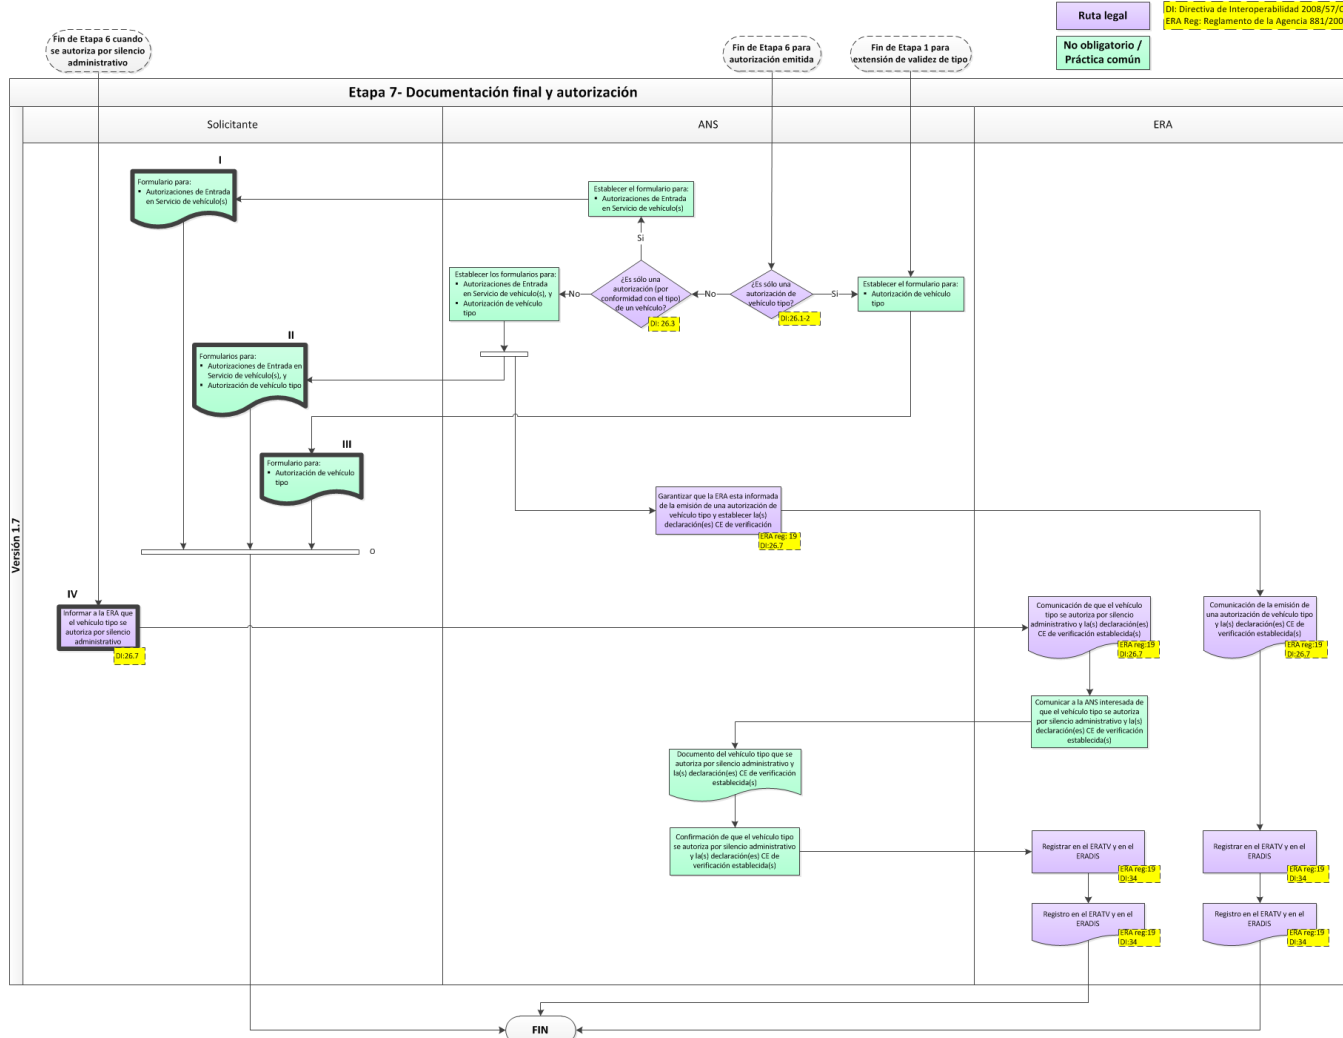 Ruta legal
DI: Directiva de Interoperabilidad 2008/57/
ERA Reg: Reglamento de la Agencia 881/200
No obligatorio /
Práctica común
Fin de Etapa 6 cuando
se autoriza por silencio
administrativo
Fin de Etapa 6 para
autorización emitida
Fin de Etapa 1 para
extensión de validez de tipo
Etapa 7- Documentación final y autorización
Solicitante
ANS
ERA
Versión 1.7
I
Formulario para:
▪ Autorizaciones de Entrada
en Servicio de vehículo(s)
Establecer el formulario para:
▪ Autorizaciones de Entrada
en Servicio de vehículo(s)
Si
Establecer los formularios para:
▪ Autorizaciones de Entrada
en Servicio de vehículo(s), y
▪ Autorización de vehículo
tipo
No
¿Es sólo una
autorización (por
conformidad con el tipo)
de un vehículo?
DI: 26.3
No
¿Es sólo una
autorización de
vehículo tipo?
DI:26.1-2
Si
Establecer el formulario para:
▪ Autorización de vehículo
tipo
II
Formularios para:
▪ Autorizaciones de Entrada en
Servicio de vehículo(s), y
▪ Autorización de vehículo tipo
III
Formulario para:
▪ Autorización de vehículo
tipo
Garantizar que la ERA esta informada
de la emisión de una autorización de
vehículo tipo y establecer la(s)
declaración(es) CE de verificación
ERA reg: 19
DI:26.7
O
IV
Informar a la ERA que
el vehículo tipo se
autoriza por silencio
administrativo
DI:26.7
Comunicación de que el vehículo
tipo se autoriza por silencio
administrativo y la(s) declaración(es)
CE de verificación establecida(s)
ERA reg:19
DI:26.7
Comunicación de la emisión de
una autorización de vehículo tipo
y la(s) declaración(es) CE de
verificación establecida(s)
ERA reg:19
DI:26.7
Comunicar a la ANS interesada de
que el vehículo tipo se autoriza
por silencio administrativo y la(s)
declaración(es) CE de verificación
establecida(s)
Documento del vehículo tipo que se
autoriza por silencio administrativo y
la(s) declaración(es) CE de verificación
establecida(s)
Confirmación de que el vehículo tipo
se autoriza por silencio administrativo
y la(s) declaración(es) CE de
verificación establecida(s)
Registrar en el ERATV y en el
ERADIS
ERA reg:19
DI:34
Registrar en el ERATV y en el
ERADIS
ERA reg:19
DI:34
Registro en el ERATV y en el
ERADIS
ERA reg:19
DI:34
Registro en el ERATV y en el
ERADIS
ERA reg:19
DI:34
FIN